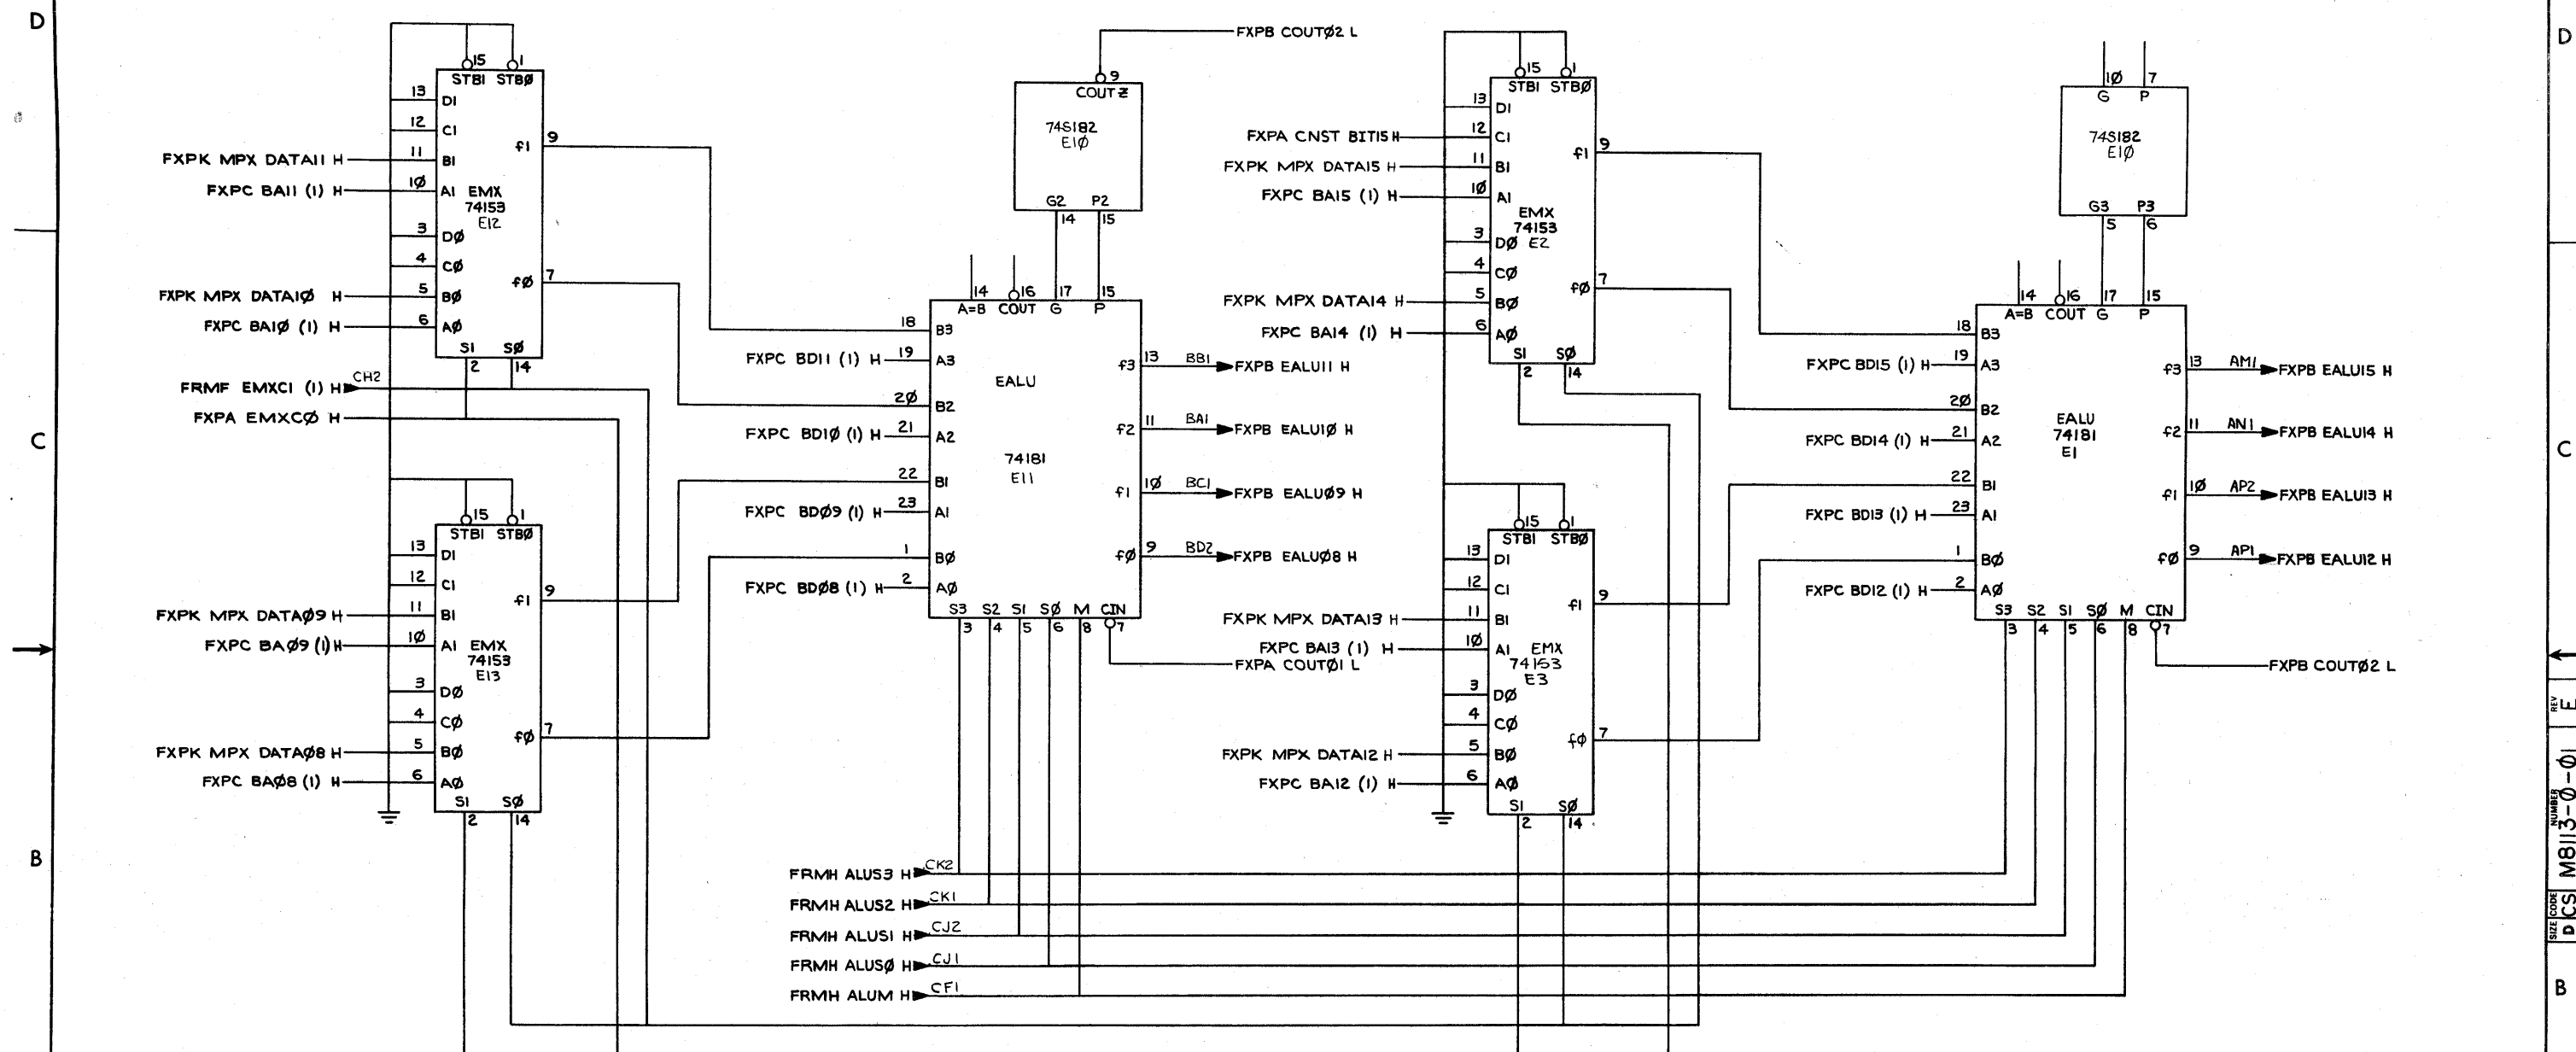 D
D
15 1
STB1 STBØ
13 D1
12 C1
FXPK MPX DATA11 H 11 B1
FXPC BA11 (1) H 1Ø A1
EMX
74153
E12
3 DØ
4 CØ
FXPK MPX DATA1Ø H 5 BØ
FXPC BA1Ø (1) H 6 AØ
f1 9
fØ 7
S1 SØ
2 14
FRMF EMXC1 (1) H CH2
FXPA EMXCØ H
15 1
STB1 STBØ
13 D1
12 C1
FXPK MPX DATAØ9 H 11 B1
FXPC BAØ9 (1) H 1Ø A1
EMX
74153
E13
3 DØ
4 CØ
FXPK MPX DATAØ8 H 5 BØ
FXPC BAØ8 (1) H 6 AØ
f1 9
fØ 7
S1 SØ
2 14
FXPB COUTØ2 L
9
COUT Z
74S182
E1Ø
G2 P2
14 15
14 16 17 15
A=B COUT G P
18 B3
FXPC BD11 (1) H 19 A3
2Ø B2
FXPC BD1Ø (1) H 21 A2
22 B1
FXPC BDØ9 (1) H 23 A1
1 BØ
FXPC BDØ8 (1) H 2 AØ
EALU
74181
E11
f3 13 BB1 FXPB EALU11 H
f2 11 BA1 FXPB EALU1Ø H
f1 1Ø BC1 FXPB EALUØ9 H
fØ 9 BD2 FXPB EALUØ8 H
S3 S2 S1 SØ M CIN
3 4 5 6 8 7
FXPA COUTØ1 L
FRMH ALUS3 H CK2
FRMH ALUS2 H CK1
FRMH ALUS1 H CJ2
FRMH ALUSØ H CJ1
FRMH ALUM H CF1
15 1
STB1 STBØ
13 D1
FXPA CNST BIT15 H 12 C1
FXPK MPX DATA15 H 11 B1
FXPC BA15 (1) H 1Ø A1
EMX
74153
E2
3 DØ
4 CØ
FXPK MPX DATA14 H 5 BØ
FXPC BA14 (1) H 6 AØ
f1 9
fØ 7
S1 SØ
2 14
15 1
STB1 STBØ
13 D1
12 C1
FXPK MPX DATA13 H 11 B1
FXPC BA13 (1) H 1Ø A1
EMX
74153
E3
3 DØ
4 CØ
FXPK MPX DATA12 H 5 BØ
FXPC BA12 (1) H 6 AØ
f1 9
fØ 7
S1 SØ
2 14
1Ø 7
G P
74S182
E1Ø
G3 P3
5 6
14 16 17 15
A=B COUT G P
18 B3
FXPC BD15 (1) H 19 A3
2Ø B2
FXPC BD14 (1) H 21 A2
22 B1
FXPC BD13 (1) H 23 A1
1 BØ
FXPC BD12 (1) H 2 AØ
EALU
74181
E1
f3 13 AM1 FXPB EALU15 H
f2 11 AN1 FXPB EALU14 H
f1 1Ø AP2 FXPB EALU13 H
fØ 9 AP1 FXPB EALU12 H
S3 S2 S1 SØ M CIN
3 4 5 6 8 7
FXPB COUTØ2 L
C
C
B
B
REV
E
NUMBER
M8113-0-Ø1
SIZE CODE
D CS